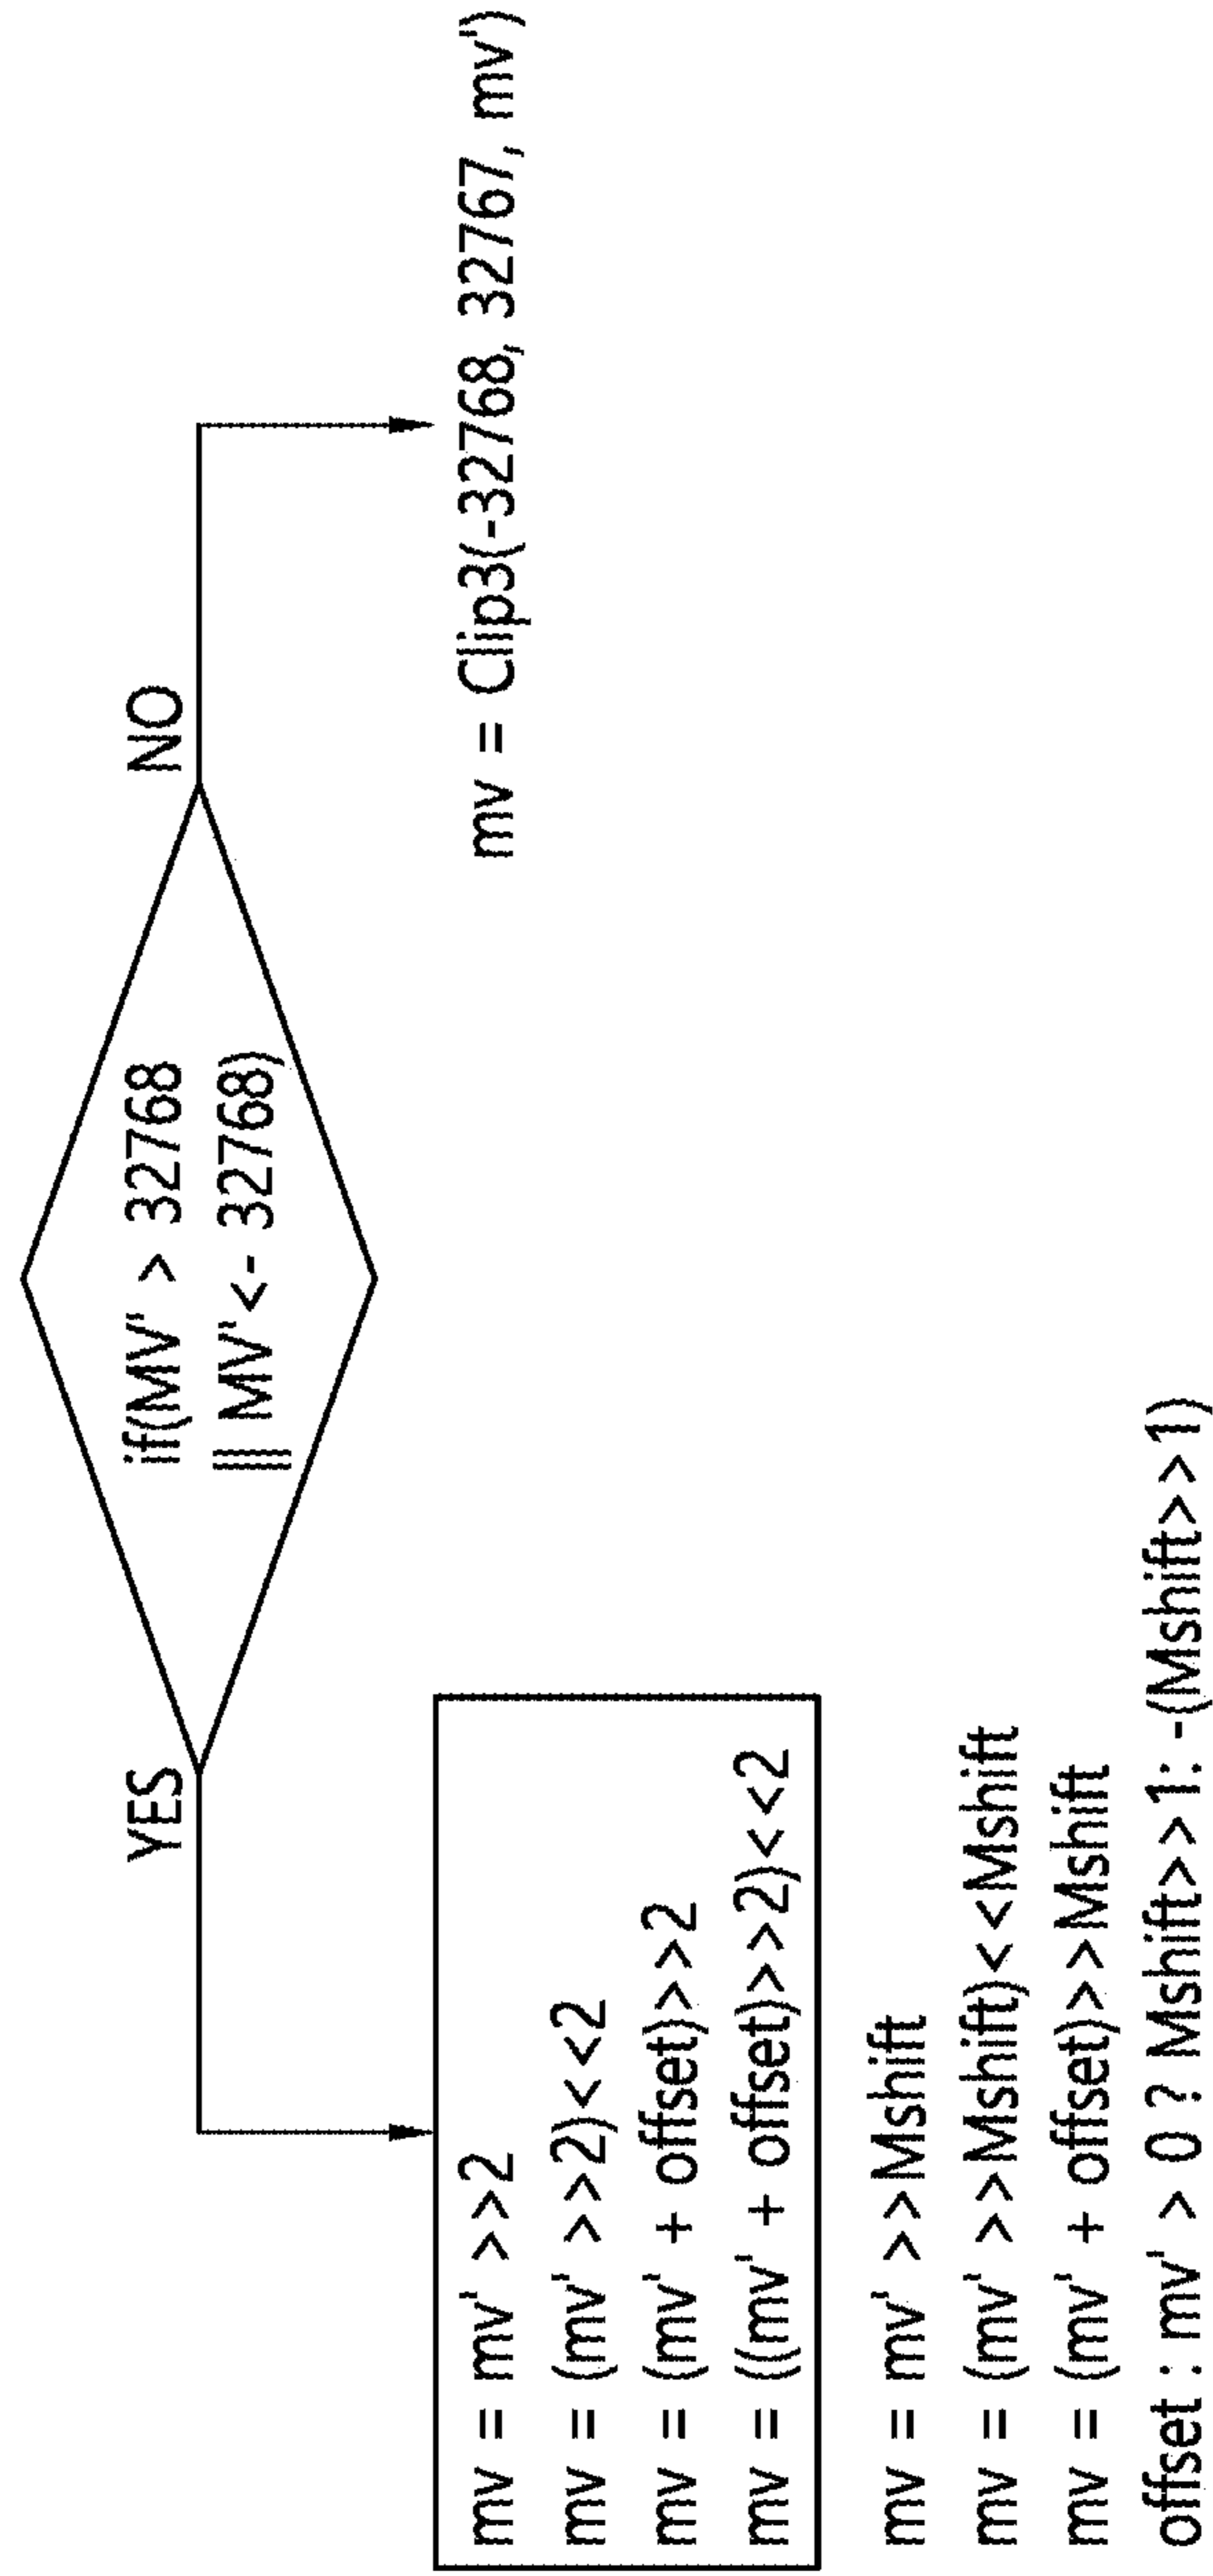 if(MV' > 32768
|| MV'<- 32768)
YES
NO
mv = mv' >>2
mv = (mv' >>2)<<2
mv = (mv' + offset)>>2
mv = ((mv' + offset)>>2)<<2
mv = Clip3(-32768, 32767, mv')
mv = mv' >>Mshift
mv = (mv' >>Mshift)<<Mshift
mv = (mv' + offset)>>Mshift
offset : mv' > 0 ? Mshift>>1: -(Mshift>>1)